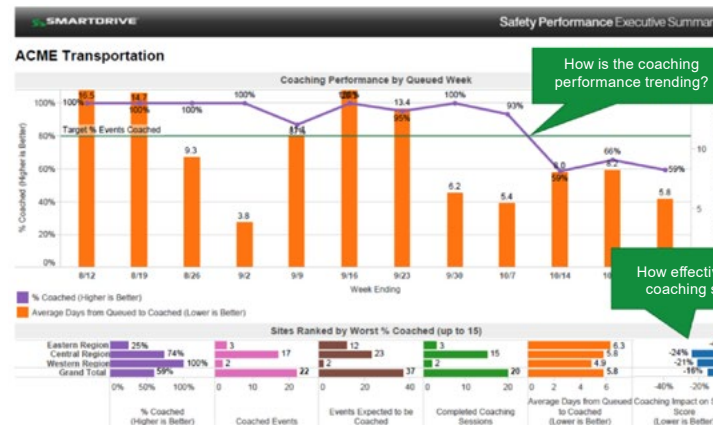 SMARTDRIVE
Safety Performance Executive Summar
ACME Transportation
How is the coaching
performance trending?
Coaching Performance by Queued Week
% Coached (Higher is Better)
100%
80%
60%
40%
20%
0%
Target % Events Coached
100%
16.5
14.7
100%
100%
9.3
100%
3.8
100%
13.4
95%
100%
6.2
93%
5.4
59%
66%
8.2
59%
5.8
10
5
8/12
8/19
8/26
9/2
9/9
9/16
9/23
9/30
10/7
10/14
Week Ending
How effectiv
coaching s
% Coached (Higher is Better)
Average Days from Queued to Coached (Lower is Better)
Sites Ranked by Worst % Coached (up to 15)
Eastern Region
Central Region
Western Region
Grand Total
25%
74%
100%
59%
3
17
2
22
12
23
2
37
3
15
2
20
6.3
5.8
4.9
5.8
-24%
-21%
-16%
0% 50% 100%
0 10 20
0 20 40
0 10 20
0 2 4 6
-40% -20%
% Coached
(Higher is Better)
Coached Events
Events Expected to be
Coached
Completed Coaching
Sessions
Average Days from Queued
to Coached
(Lower is Better)
Coaching Impact on S
Score
(Lower is Better)